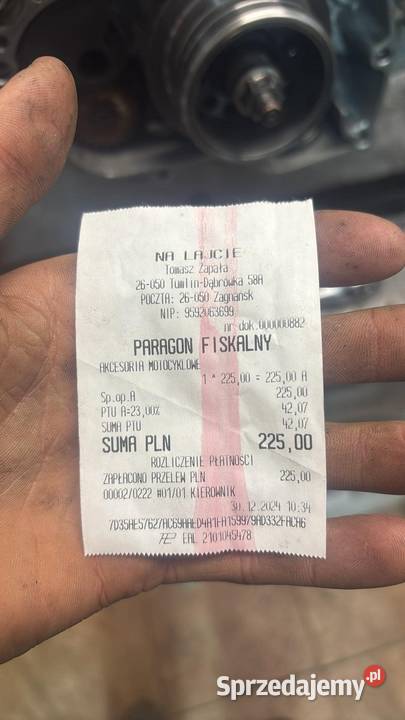 NA LAJCIE
Tomasz Zapała
26-050 Tumlin-Dąbrówka 58A
POCZTA: 26-050 Zagnańsk
NIP: 9592063699
nr dok.000000882
PARAGON FISKALNY
AKCESORIA MOTOCYKLOWE
1 * 225,00 = 225,00 A
Sp.op.A 225,00
PTU A=23,00% 42,07
SUMA PTU 42,07
SUMA PLN 225,00
ROZLICZENIE PŁATNOŚCI
ZAPŁACONO PRZELEW PLN 225,00
00002/0222 #01/01 KIEROWNIK
30.12.2024 10:34
EAL 2101045478
Sprzedajemy.pl